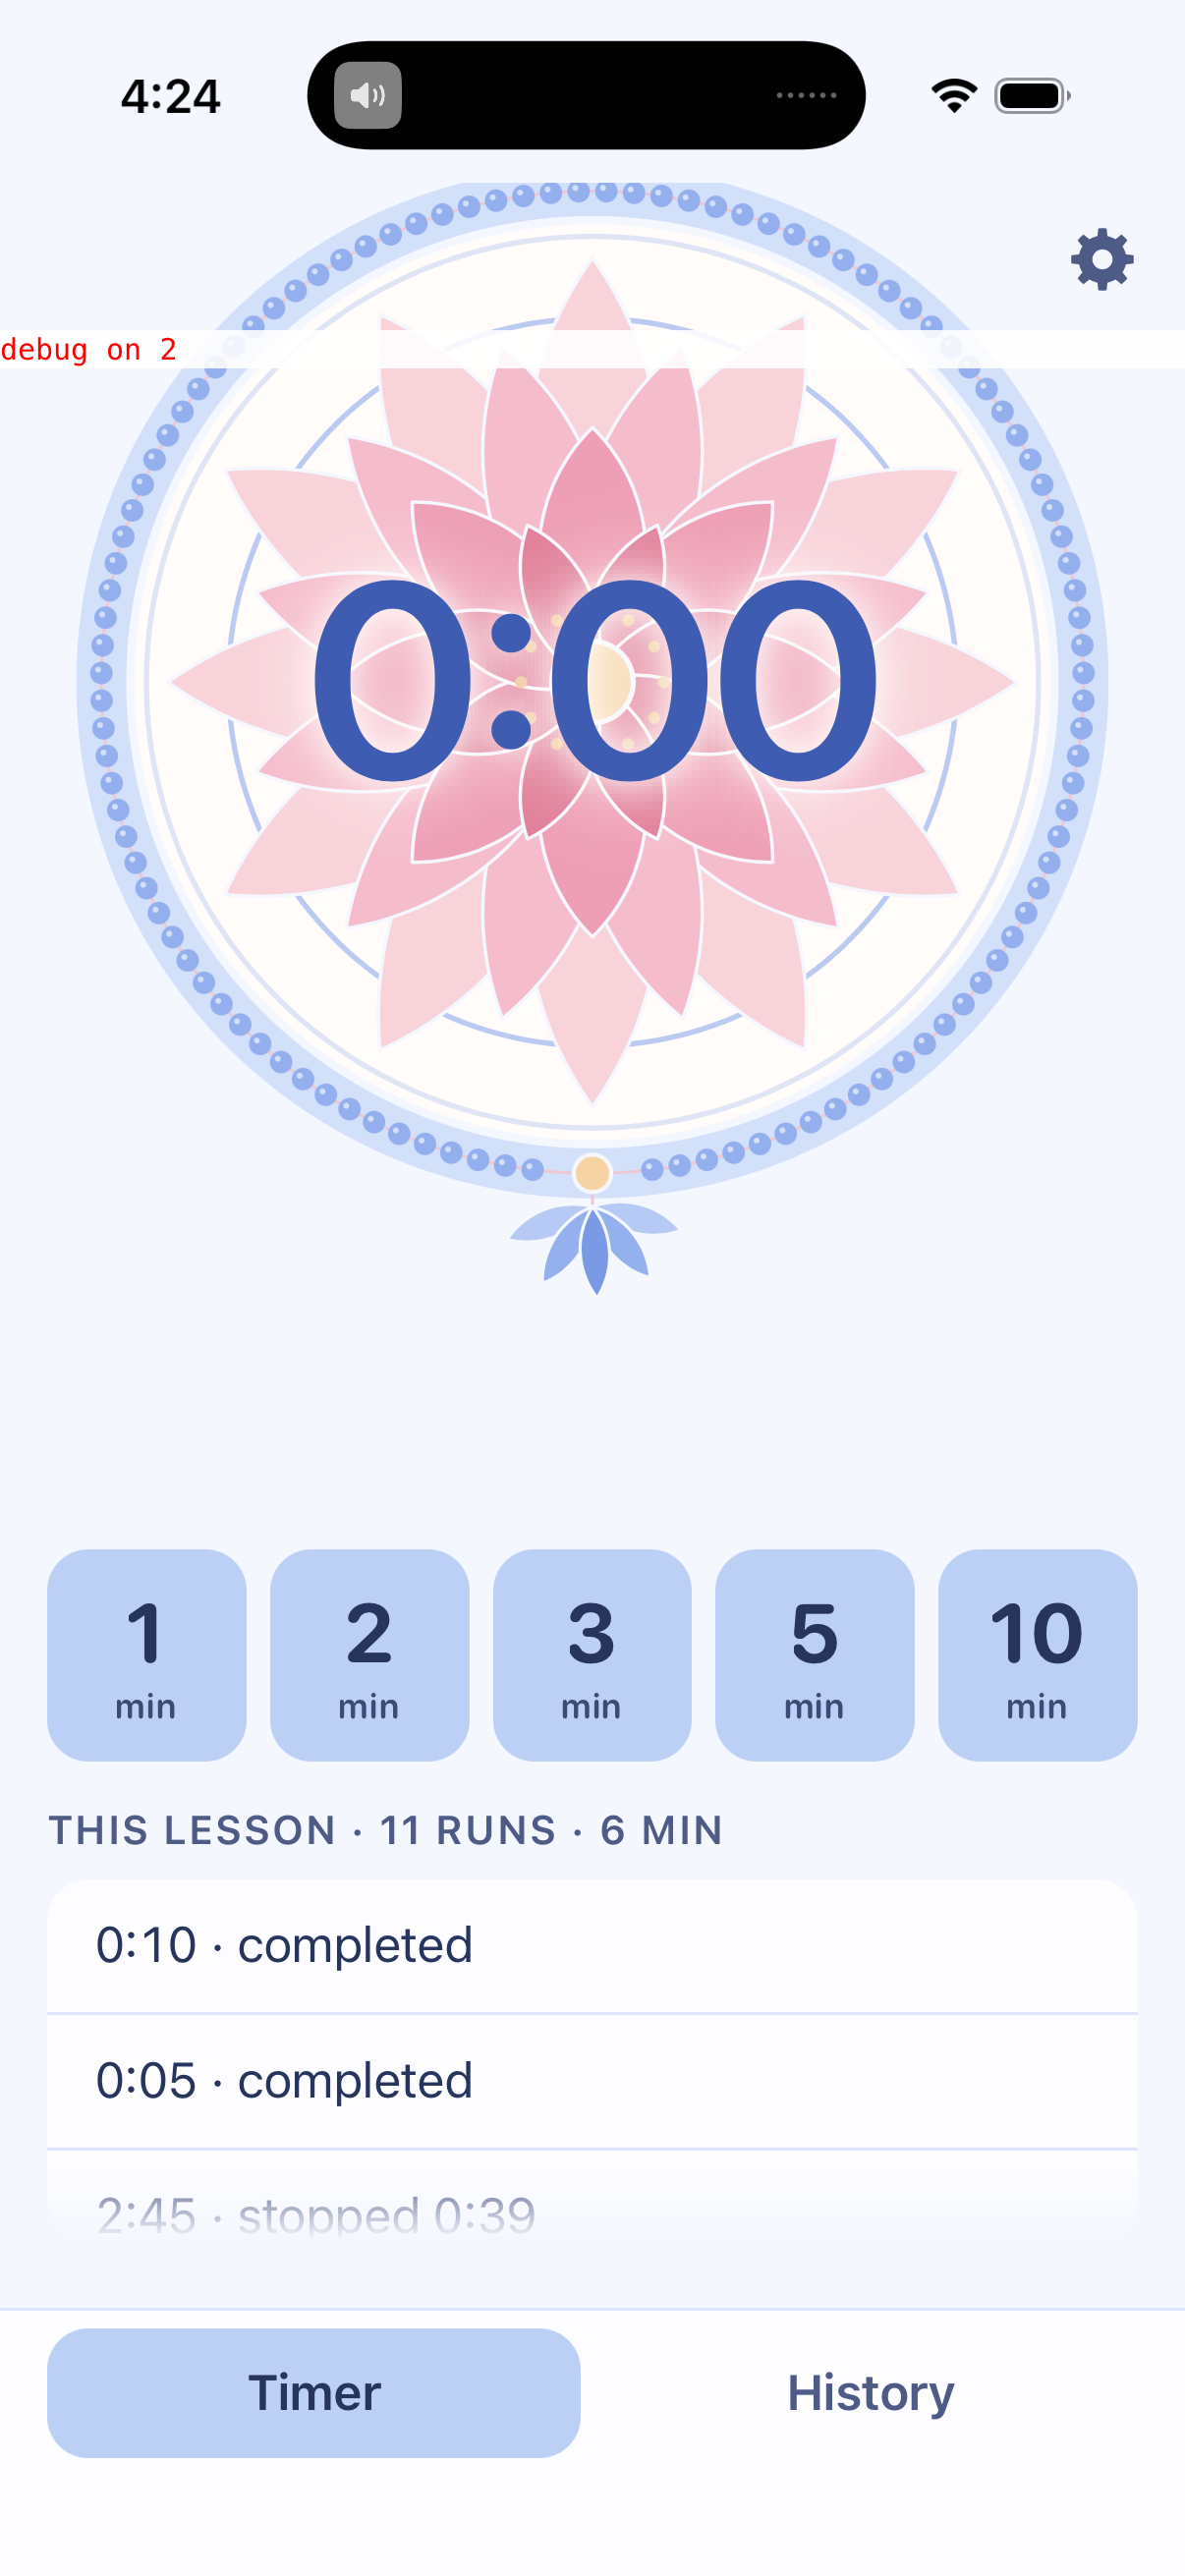 4:24
debug on 2
0:00
1 min
2 min
3 min
5 min
10 min
THIS LESSON · 11 RUNS · 6 MIN
0:10 · completed
0:05 · completed
2:45 · stopped 0:39
Timer
History